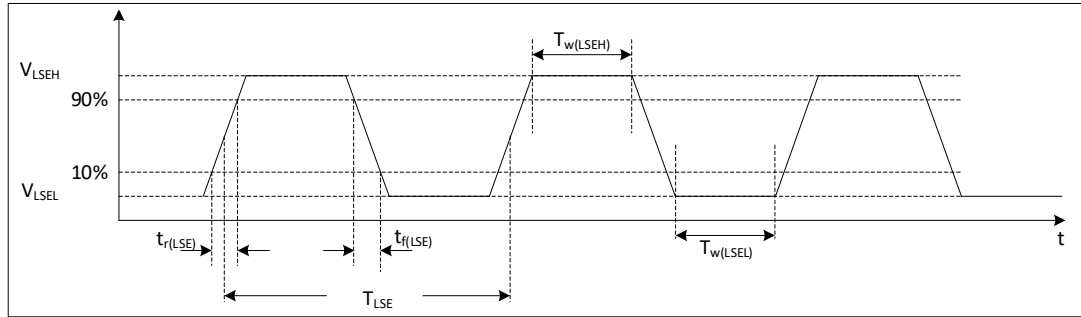 T_w(LSEH)
V_LSEH
90%
10%
V_LSEL
t_r(LSE)
t_f(LSE)
T_w(LSEL)
t
T_LSE